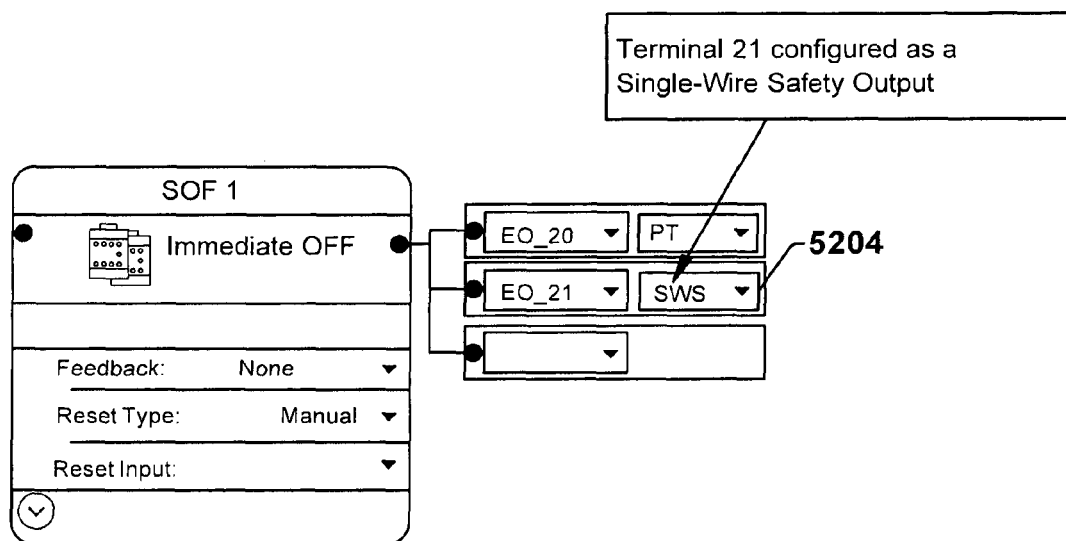 Terminal 21 configured as a
Single-Wire Safety Output
SOF 1
Immediate OFF
EO_20 PT
5204
EO_21 SWS
Feedback: None
Reset Type: Manual
Reset Input: